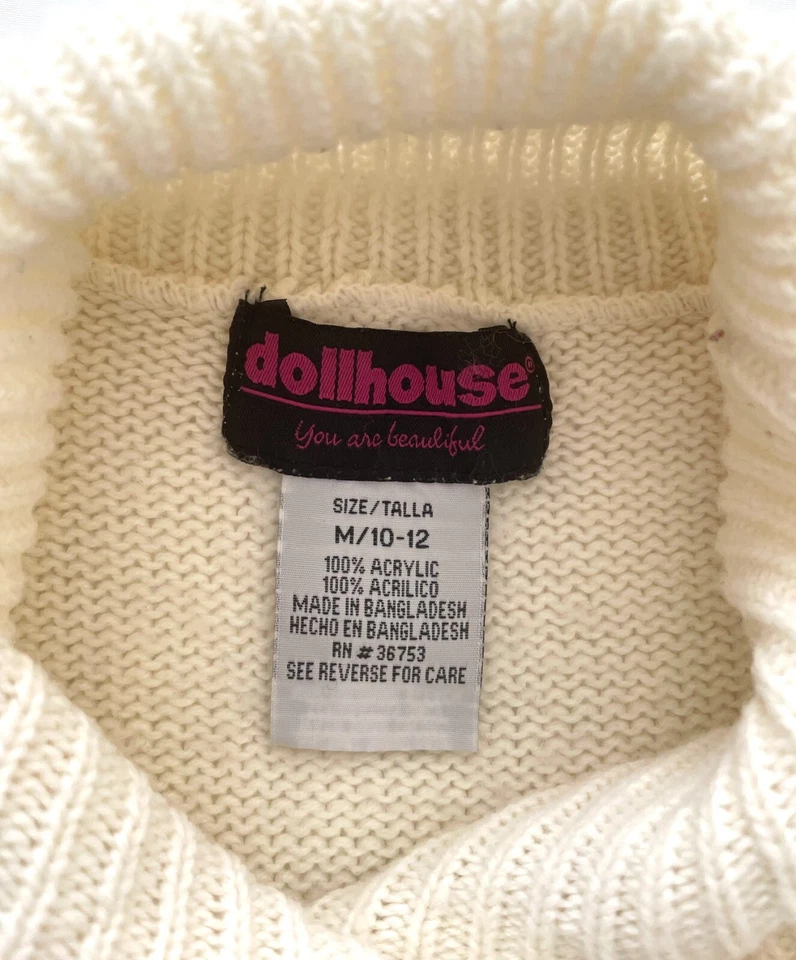 dollhouse®
You are beautiful
SIZE/TALLA
M/10-12
100% ACRYLIC
100% ACRILICO
MADE IN BANGLADESH
HECHO EN BANGLADESH
RN # 36753
SEE REVERSE FOR CARE